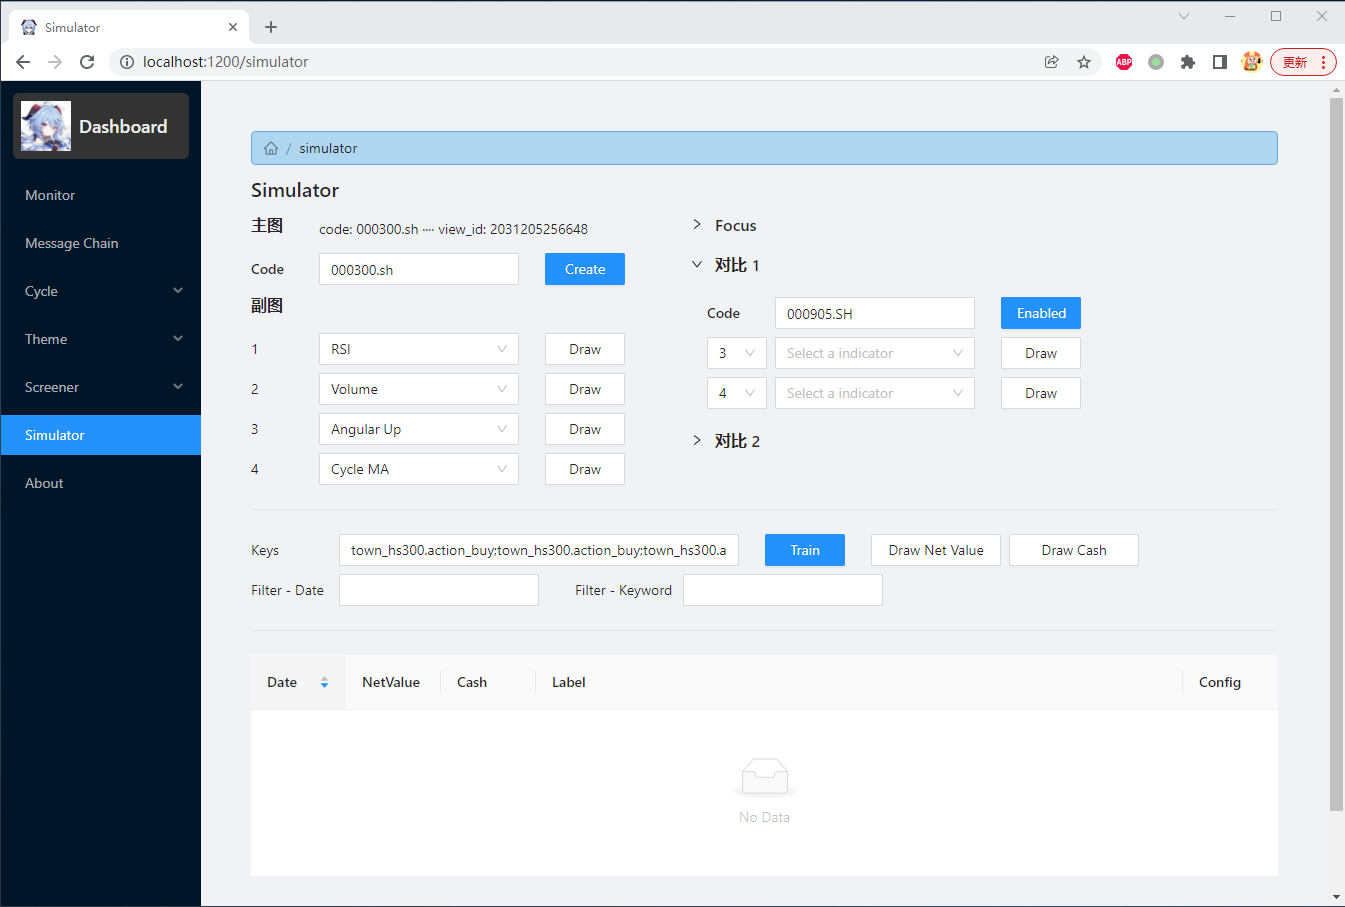 Simulator
localhost:1200/simulator
ABP
更新
Dashboard
Monitor
Message Chain
Cycle
Theme
Screener
Simulator
About
/ simulator
Simulator
主图 code: 000300.sh ···· view_id: 2031205256648
Code 000300.sh Create
副图
1 RSI Draw
2 Volume Draw
3 Angular Up Draw
4 Cycle MA Draw
Focus
对比 1
Code 000905.SH Enabled
3 Select a indicator Draw
4 Select a indicator Draw
对比 2
Keys town_hs300.action_buy;town_hs300.action_buy;town_hs300.a Train Draw Net Value Draw Cash
Filter - Date Filter - Keyword
Date NetValue Cash Label Config
No Data